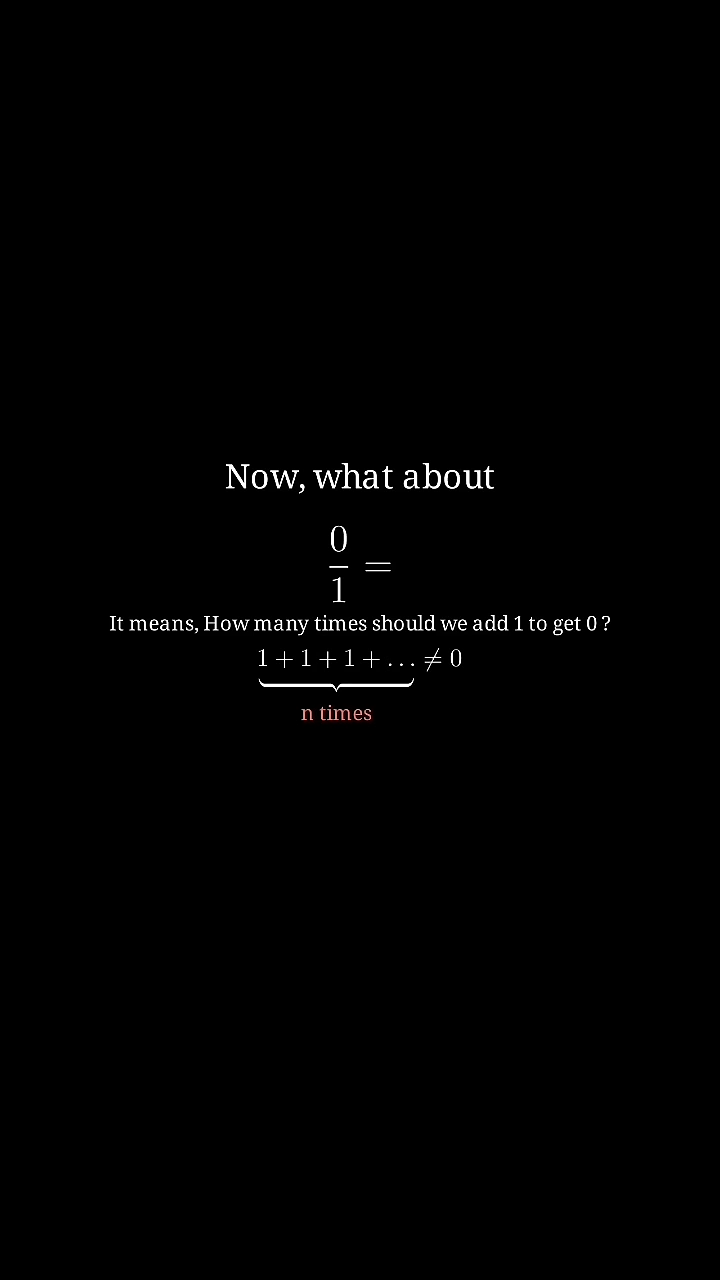 Now, what about
0
1 =
It means, How many times should we add 1 to get 0 ?
1 + 1 + 1 + ... ≠ 0
n times